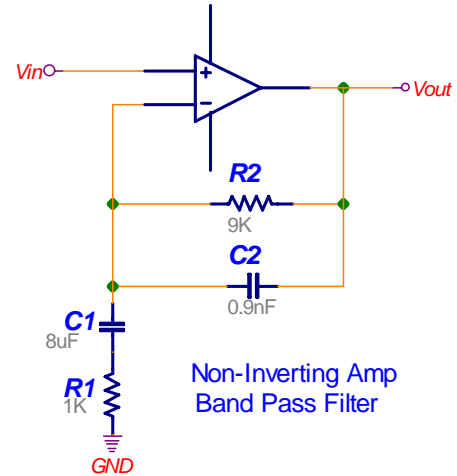 Vin
+
-
Vout
R2
9K
C2
0.9nF
C1
8uF
R1
1K
Non-Inverting Amp
Band Pass Filter
GND